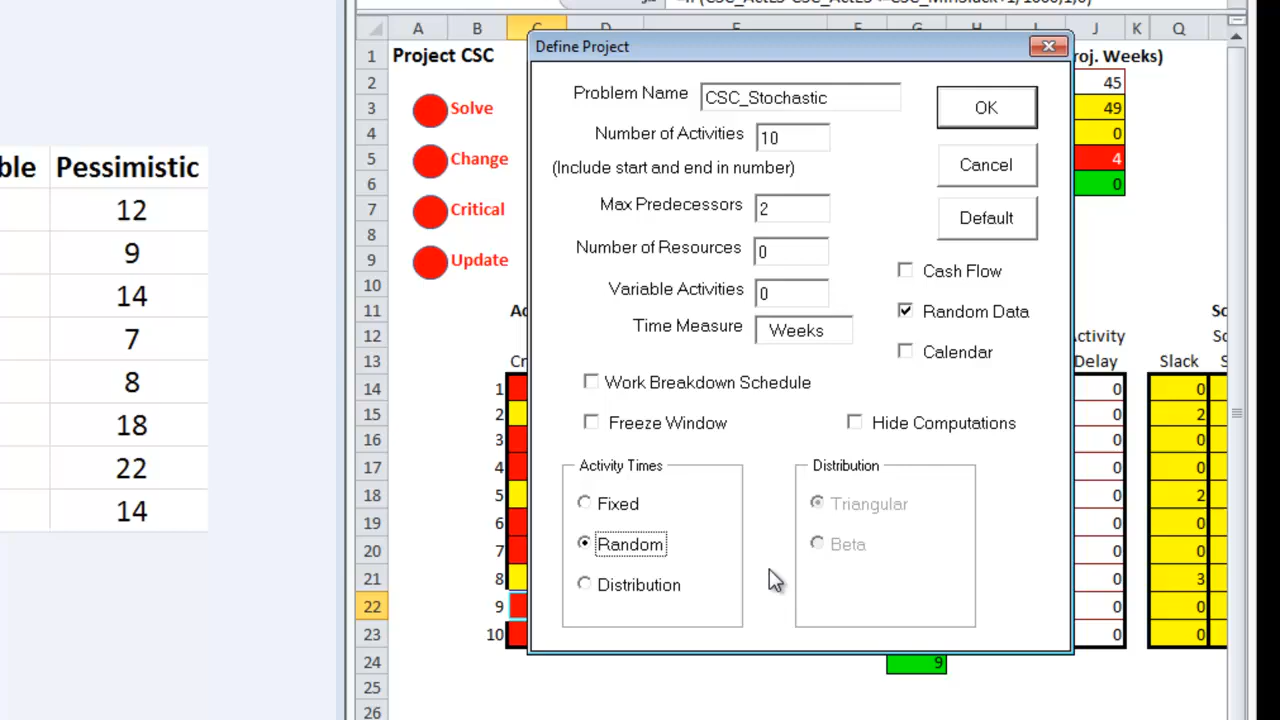 ble Pessimistic
12
9
14
7
8
18
22
14
A B C
Q
1 Project CSC
roj. Weeks)
2 45
3 Solve 49
4 0
5 Change 4
6 0
7 Critical
8
9 Update
10
11 Ac
12 ctivity
13 Cr Delay Slack
14 1 0 0
15 2 0 2
16 3 0 0
17 4 0 0
18 5 0 2
19 6 0 0
20 7 0 0
21 8 0 3
22 9 0 0
23 10 0 0
24 9
25
26
Define Project
Problem Name CSC_Stochastic
OK
Number of Activities 10
(Include start and end in number)
Cancel
Max Predecessors 2
Default
Number of Resources 0
Cash Flow
Variable Activities 0
Random Data
Time Measure Weeks
Calendar
Work Breakdown Schedule
Freeze Window
Hide Computations
Activity Times
Fixed
Random
Distribution
Distribution
Triangular
Beta